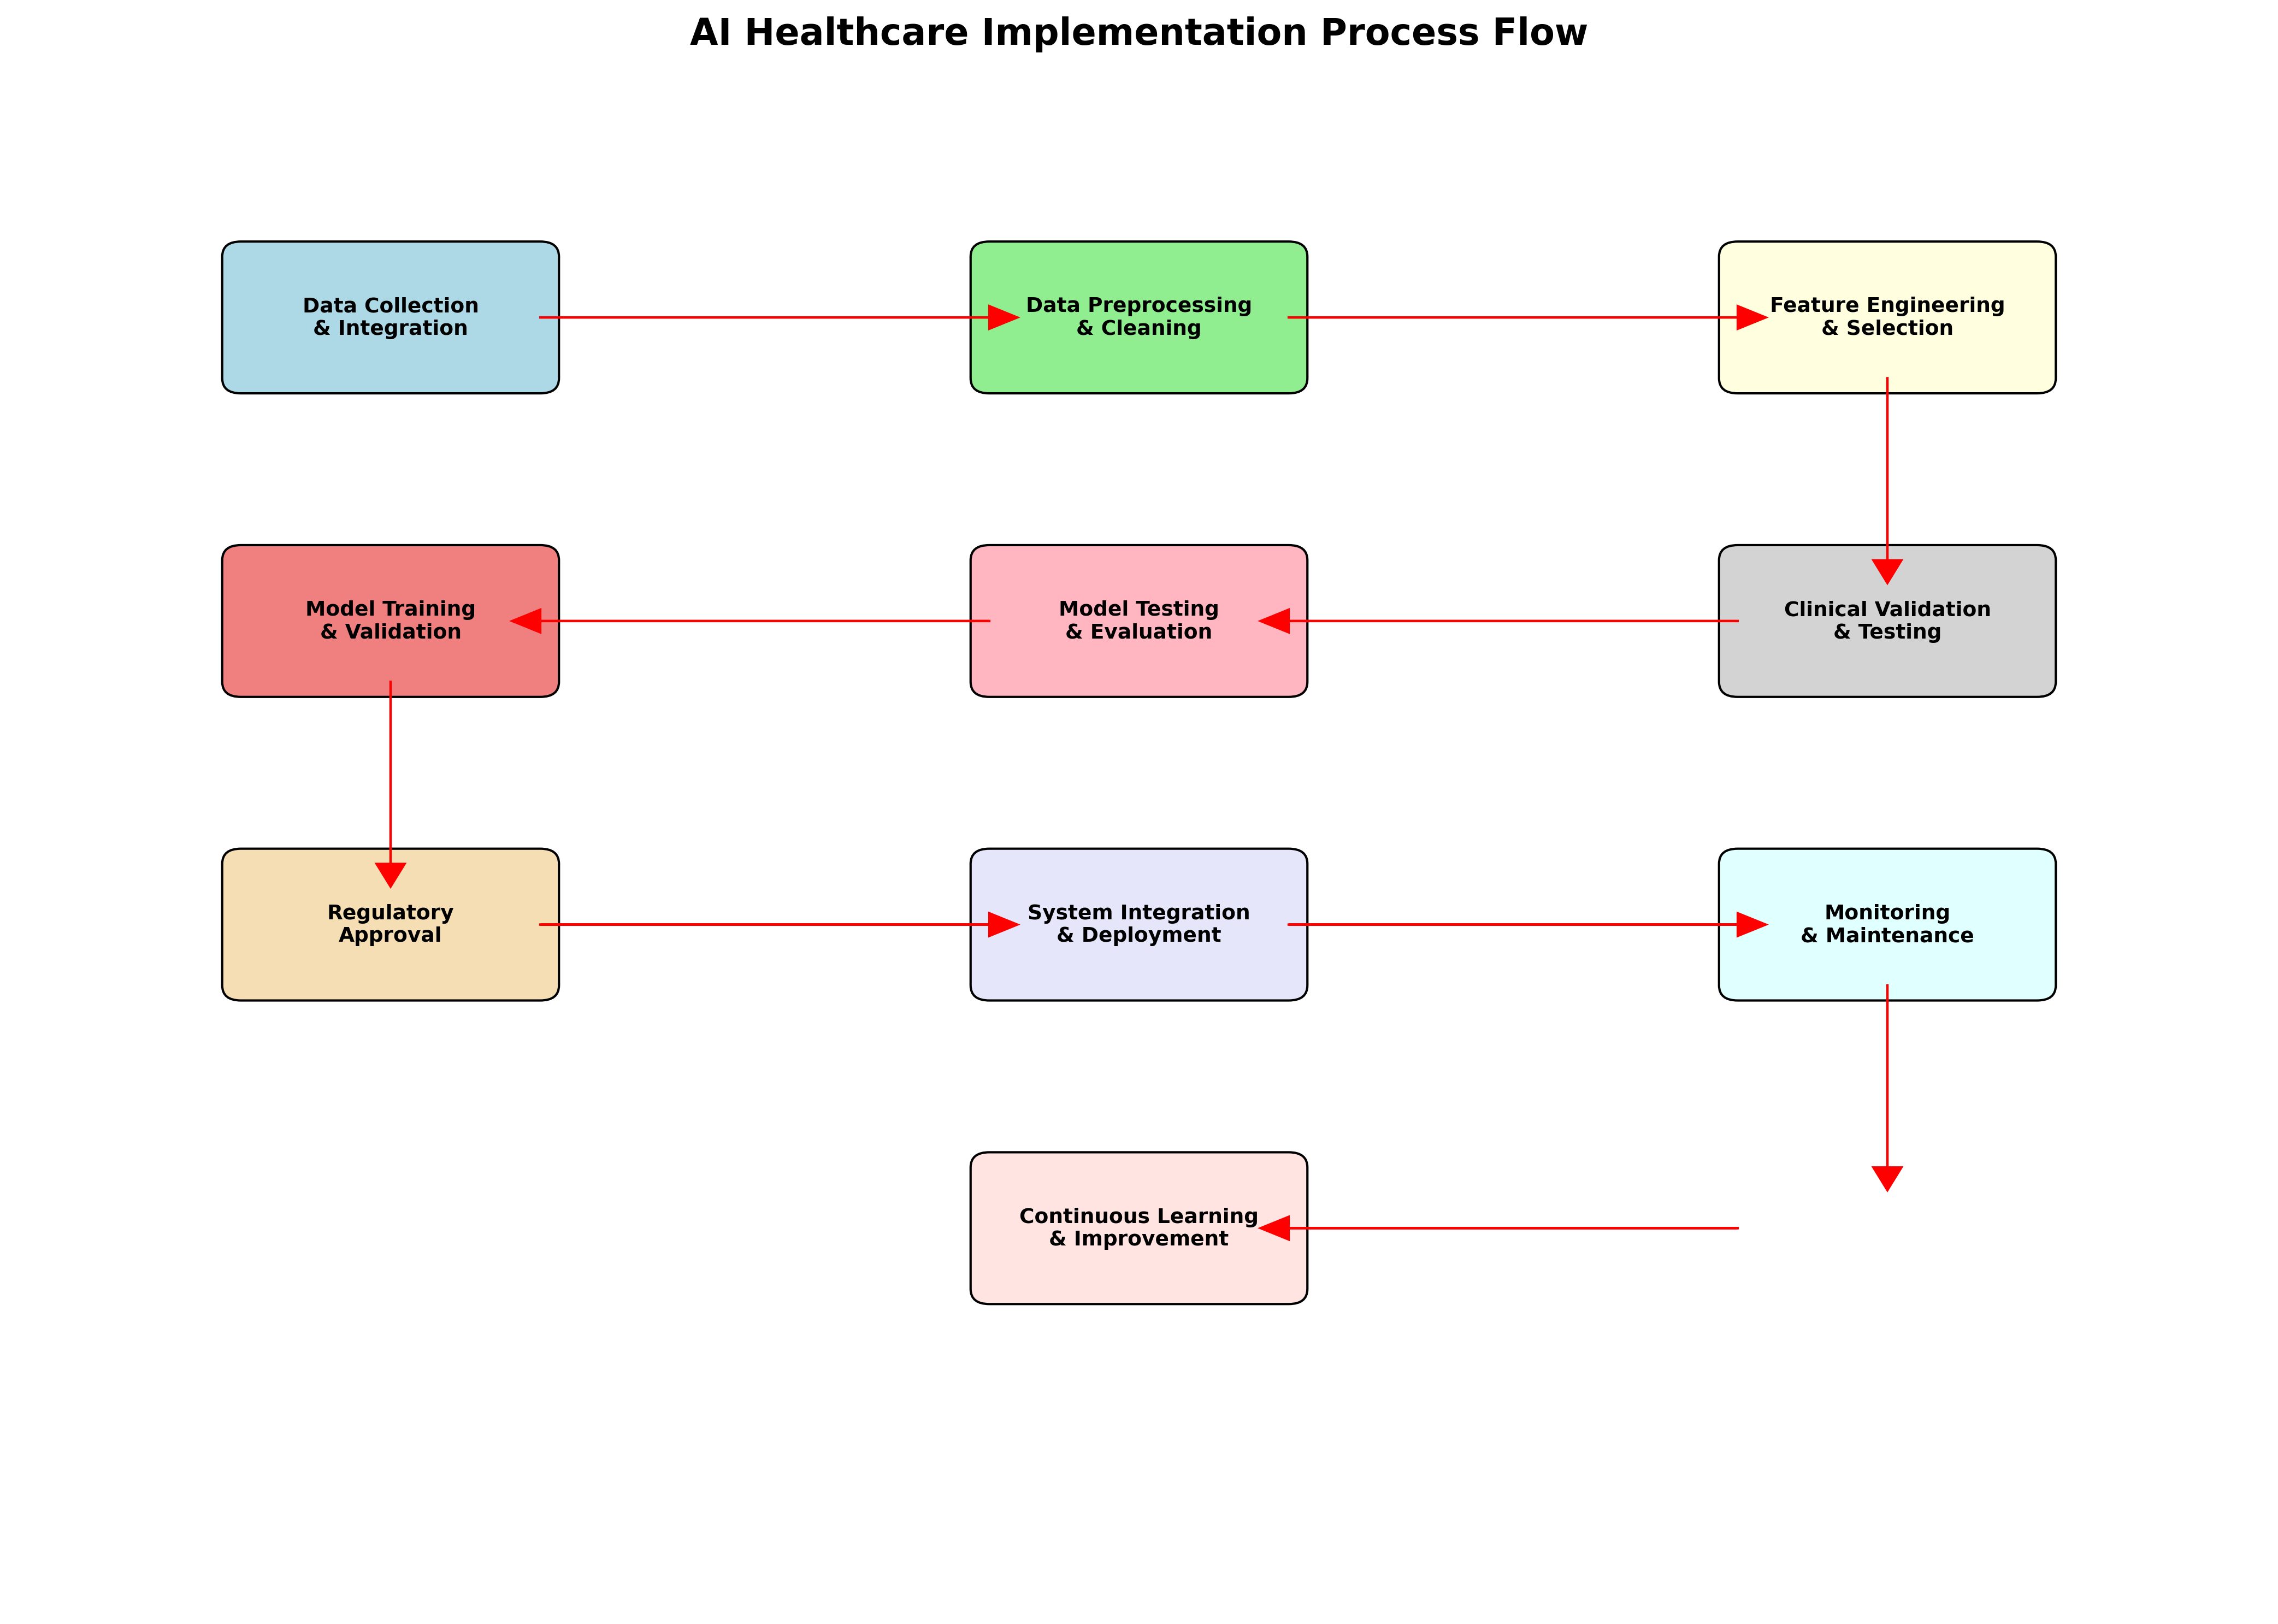 AI Healthcare Implementation Process Flow
Data Collection
& Integration
Data Preprocessing
& Cleaning
Feature Engineering
& Selection
Model Training
& Validation
Model Testing
& Evaluation
Clinical Validation
& Testing
Regulatory
Approval
System Integration
& Deployment
Monitoring
& Maintenance
Continuous Learning
& Improvement